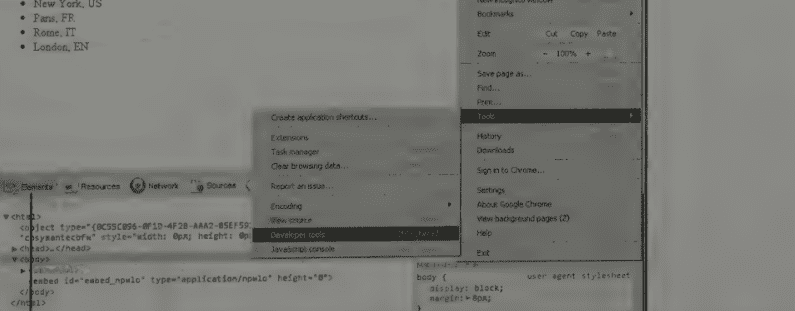 New York, US
Paris, FR
Rome, IT
London, EN
Bookmarks
Edit Cut Copy Paste
Zoom - 100% +
Save page as...
Find...
Print...
Tools
History
Downloads
Sign in to Chrome...
Settings
About Google Chrome
View background pages (2)
Help
Exit
Create application shortcuts...
Extensions
Task manager
Clear browsing data...
Report an issue...
Encoding
View source
Developer tools
JavaScript console
Elements Resources Network Sources
<html>
<object type="
style="width: 0px; height: 0p
<head>…</head>
<body>
<embed id="embed_npwlo" type="application/npwlo" height="0">
</body>
</html>
body { user agent stylesheet
display: block;
margin: 8px;
}